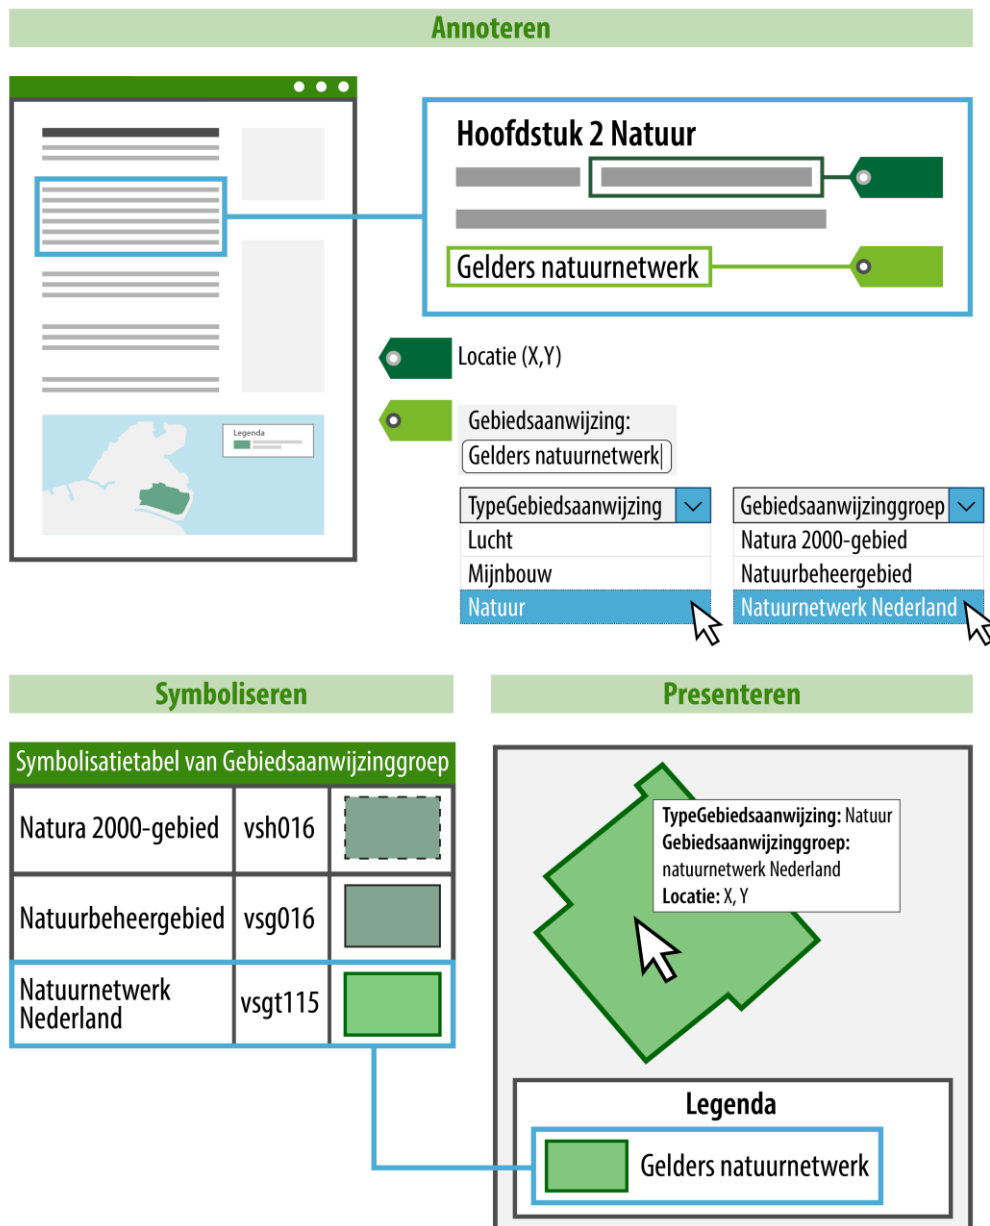 Annoteren
Hoofdstuk 2 Natuur
Gelders natuurnetwerk
Locatie (X,Y)
Legenda
Gebiedsaanwijzing:
Gelders natuurnetwerk
TypeGebiedsaanwijzing
Lucht
Mijnbouw
Natuur
Gebiedsaanwijzinggroep
Natura 2000-gebied
Natuurbeheergebied
Natuurnetwerk Nederland
Symboliseren
Symbolisatietabel van Gebiedsaanwijzinggroep
Natura 2000-gebied vsh016
Natuurbeheergebied vsg016
Natuurnetwerk
Nederland
vsgt115
Presenteren
TypeGebiedsaanwijzing: Natuur
Gebiedsaanwijzinggroep:
natuurnetwerk Nederland
Locatie: X, Y
Legenda
Gelders natuurnetwerk